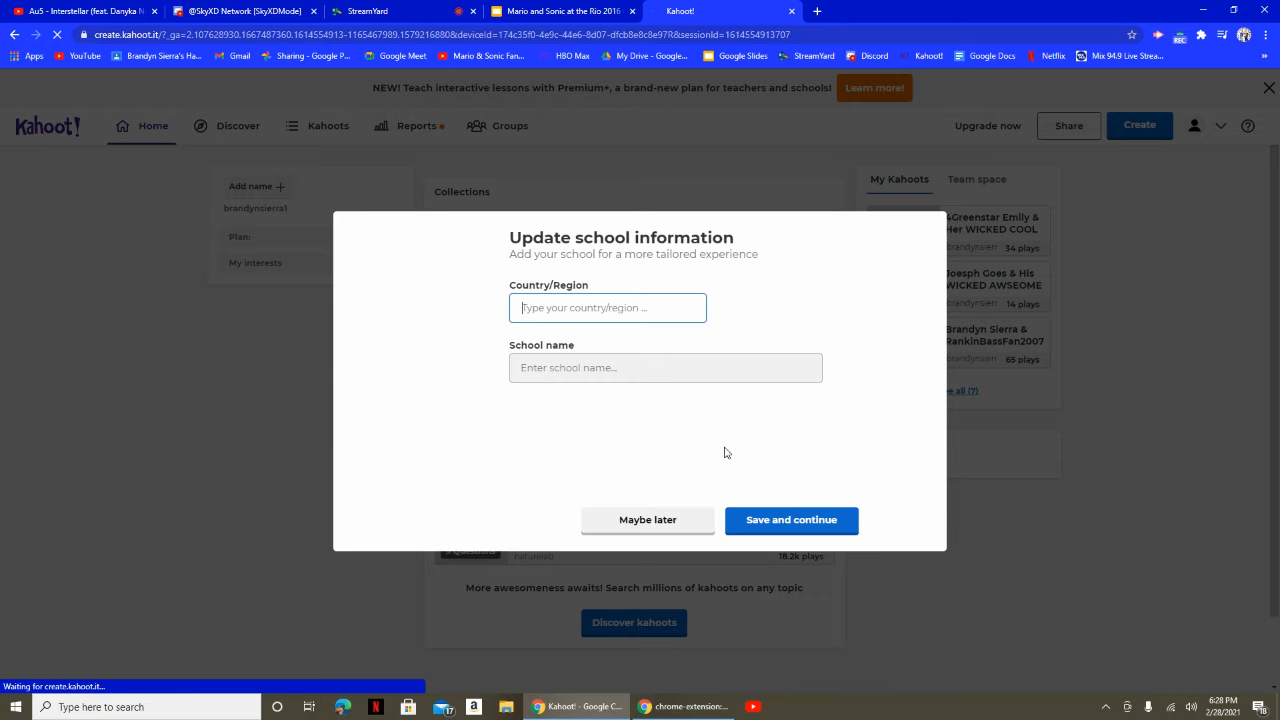 Au5 - Interstellar (feat. Danyka N
@SkyXD Network (@SkyXDMode)
StreamYard
Mario and Sonic at the Rio 2016
Kahoot!
create.kahoot.it/?_ga=2.107628930.1667487360.1614554913-1165467989.1579216880&deviceId=174c35f0-4e9c-44e6-8d07-dfcb8e8c8e97R&sessionId=1614554913707
Apps
YouTube
Brandyn Sierra's Ha...
Gmail
Sharing - Google P...
Google Meet
Mario & Sonic Fan...
HBO Max
My Drive - Google...
Google Slides
StreamYard
Discord
Kahoot!
Google Docs
Netflix
Mix 94.9 Live Strea...
NEW! Teach interactive lessons with Premium+, a brand-new plan for teachers and schools!
Learn more!
Kahoot!
Home
Discover
Kahoots
Reports
Groups
Upgrade now
Share
Create
Add name
brandynsierra1
Plan:
My interests
Collections
My Kahoots
Team space
4Greenstar Emily &
Her WICKED COOL
brandynsierr
34 plays
Joesph Goes & His
WICKED AWSEOME
brandynsierr
14 plays
Brandyn Sierra &
RankinBassFan2007
brandynsierr
65 plays
ee all (7)
Update school information
Add your school for a more tailored experience
Country/Region
Type your country/region ...
School name
Enter school name...
Maybe later
Save and continue
naturelab
18.2k plays
More awesomeness awaits! Search millions of kahoots on any topic
Discover kahoots
Waiting for create.kahoot.it...
Type here to search
Kahoot! - Google C...
chrome-extension:...
6:28 PM
2/28/2021